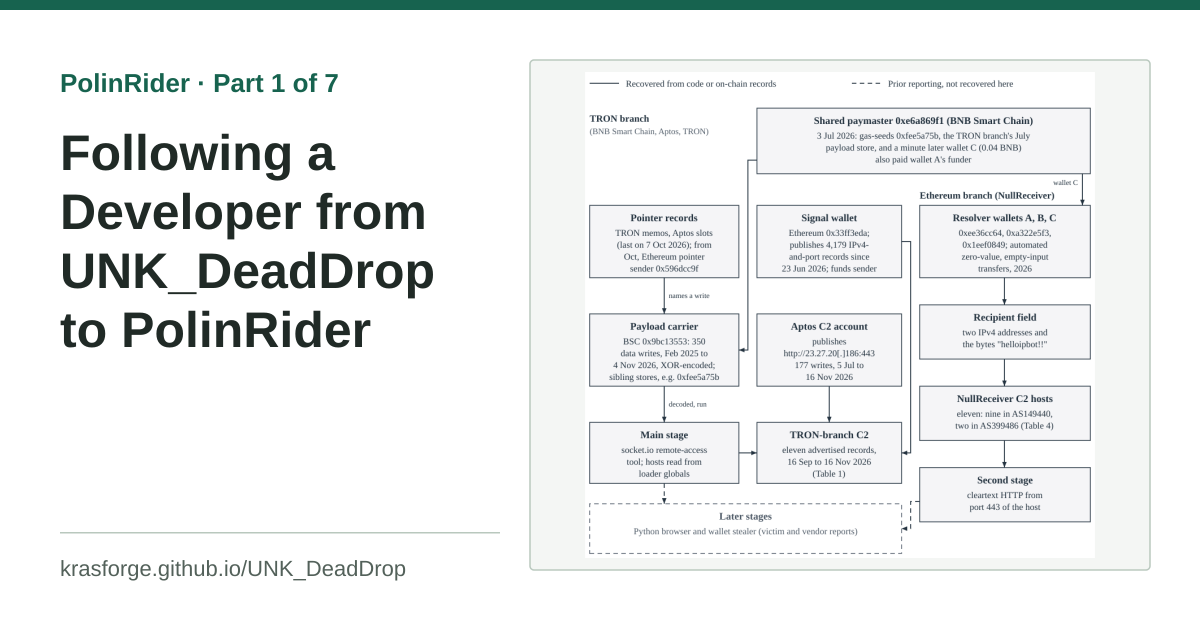 PolinRider · Part 1 of 7
Following a
Developer from
UNK_DeadDrop
to PolinRider
krasforge.github.io/UNK_DeadDrop
Recovered from code or on-chain records
Prior reporting, not recovered here
TRON branch
(BNB Smart Chain, Aptos, TRON)
Shared paymaster 0xe6a869f1 (BNB Smart Chain)
3 Jul 2026: gas-seeds 0xfee5a75b, the TRON branch's July
payload store, and a minute later wallet C (0.04 BNB)
also paid wallet A's funder
wallet C
Ethereum branch (NullReceiver)
Pointer records
TRON memos, Aptos slots
(last on 7 Oct 2026); from
Oct, Ethereum pointer
sender 0x596dcc9f
Signal wallet
Ethereum 0x33ff3eda;
publishes 4,179 IPv4-
and-port records since
23 Jun 2026; funds sender
Resolver wallets A, B, C
0xee36cc64, 0xa322e5f3,
0x1eef0849; automated
zero-value, empty-input
transfers, 2026
names a write
Payload carrier
BSC 0x9bc13553: 350
data writes, Feb 2025 to
4 Nov 2026, XOR-encoded;
sibling stores, e.g. 0xfee5a75b
Aptos C2 account
publishes
http://23.27.20[.]186:443
177 writes, 5 Jul to
16 Nov 2026
Recipient field
two IPv4 addresses and
the bytes "helloipbot!!"
decoded, run
NullReceiver C2 hosts
eleven: nine in AS149440,
two in AS399486 (Table 4)
Main stage
socket.io remote-access
tool; hosts read from
loader globals
TRON-branch C2
eleven advertised records,
16 Sep to 16 Nov 2026
(Table 1)
Second stage
cleartext HTTP from
port 443 of the host
Later stages
Python browser and wallet stealer (victim and vendor reports)